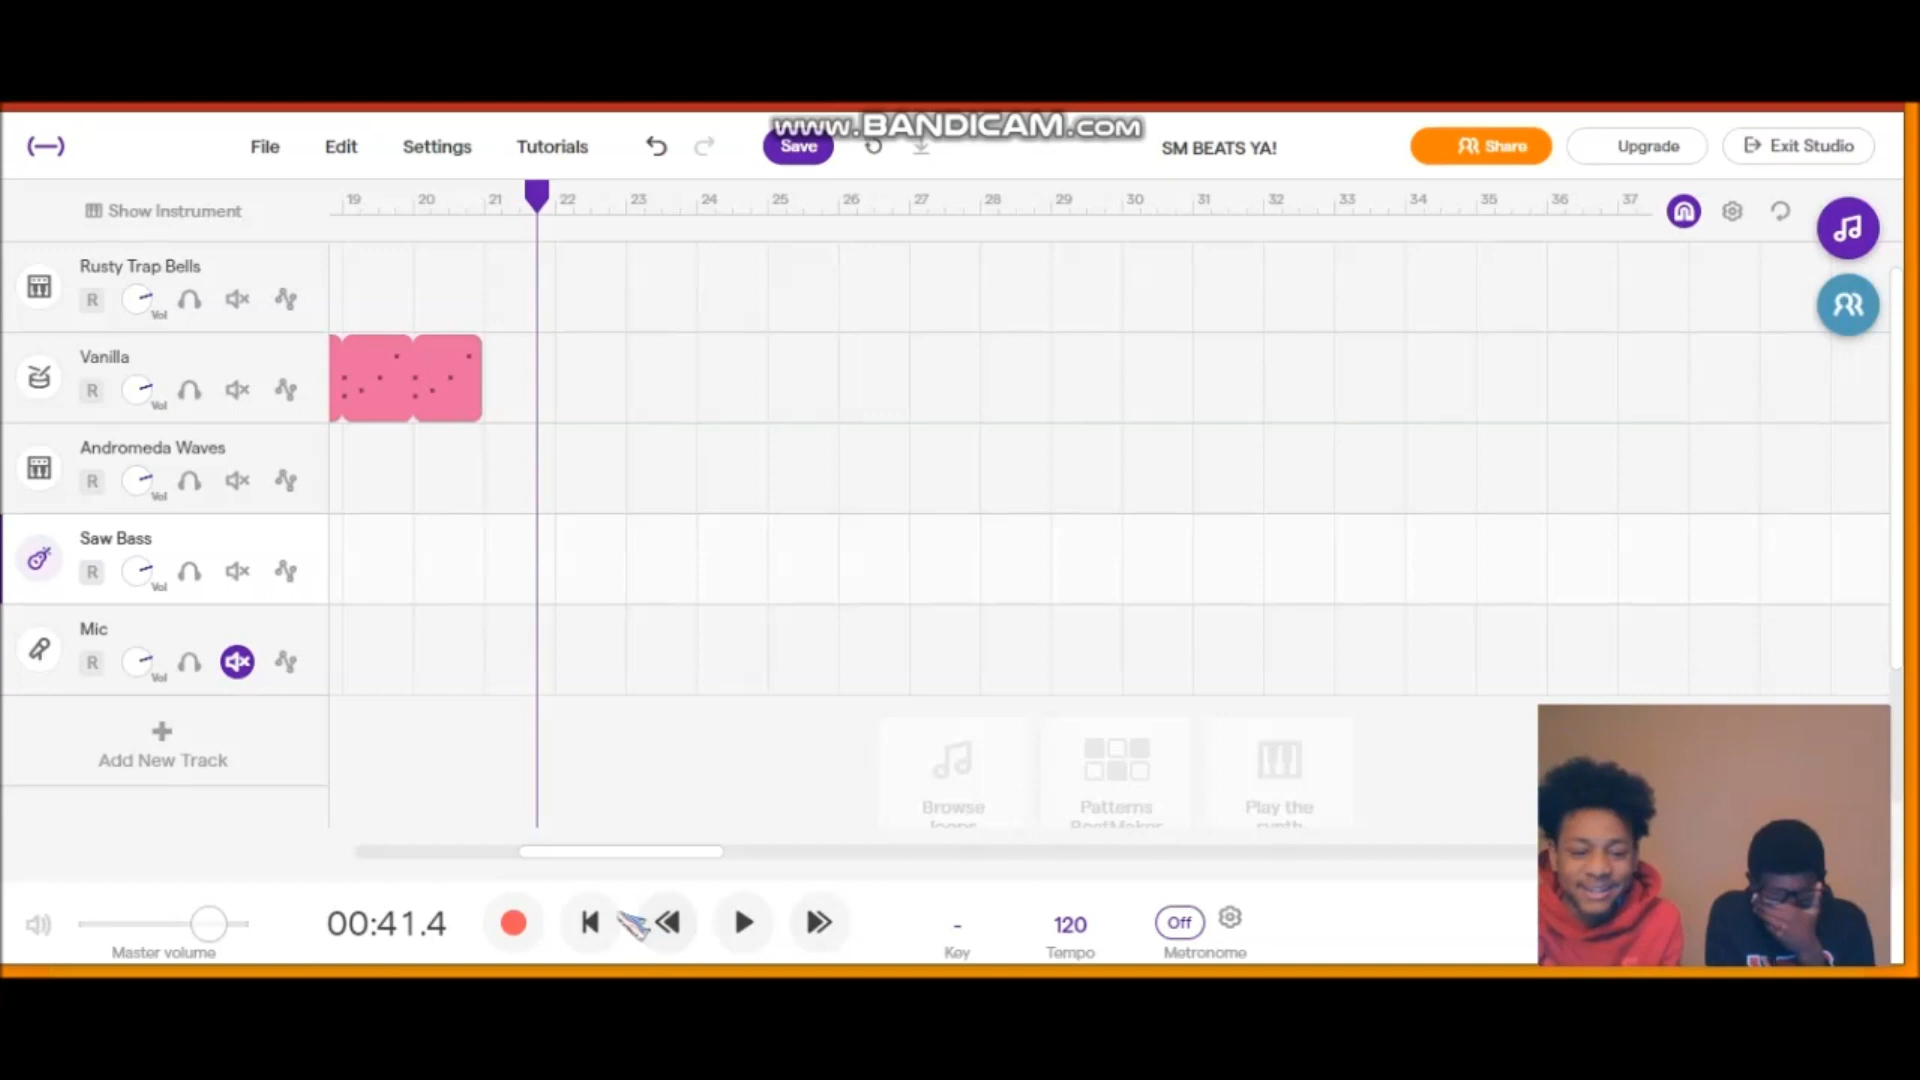 www.BANDICAM.com
File Edit Settings Tutorials Save SM BEATS YA! Share Upgrade Exit Studio
Show Instrument
19 20 21 22 23 24 25 26 27 28 29 30 31 32 33 34 35 36 37
Rusty Trap Bells
R Vol
Vanilla
R Vol
Andromeda Waves
R Vol
Saw Bass
R Vol
Mic
R Vol
Add New Track
Browse loops
Patterns BeatMaker
Play the synth
00:41.4
- 120 Off
Master volume Key Tempo Metronome